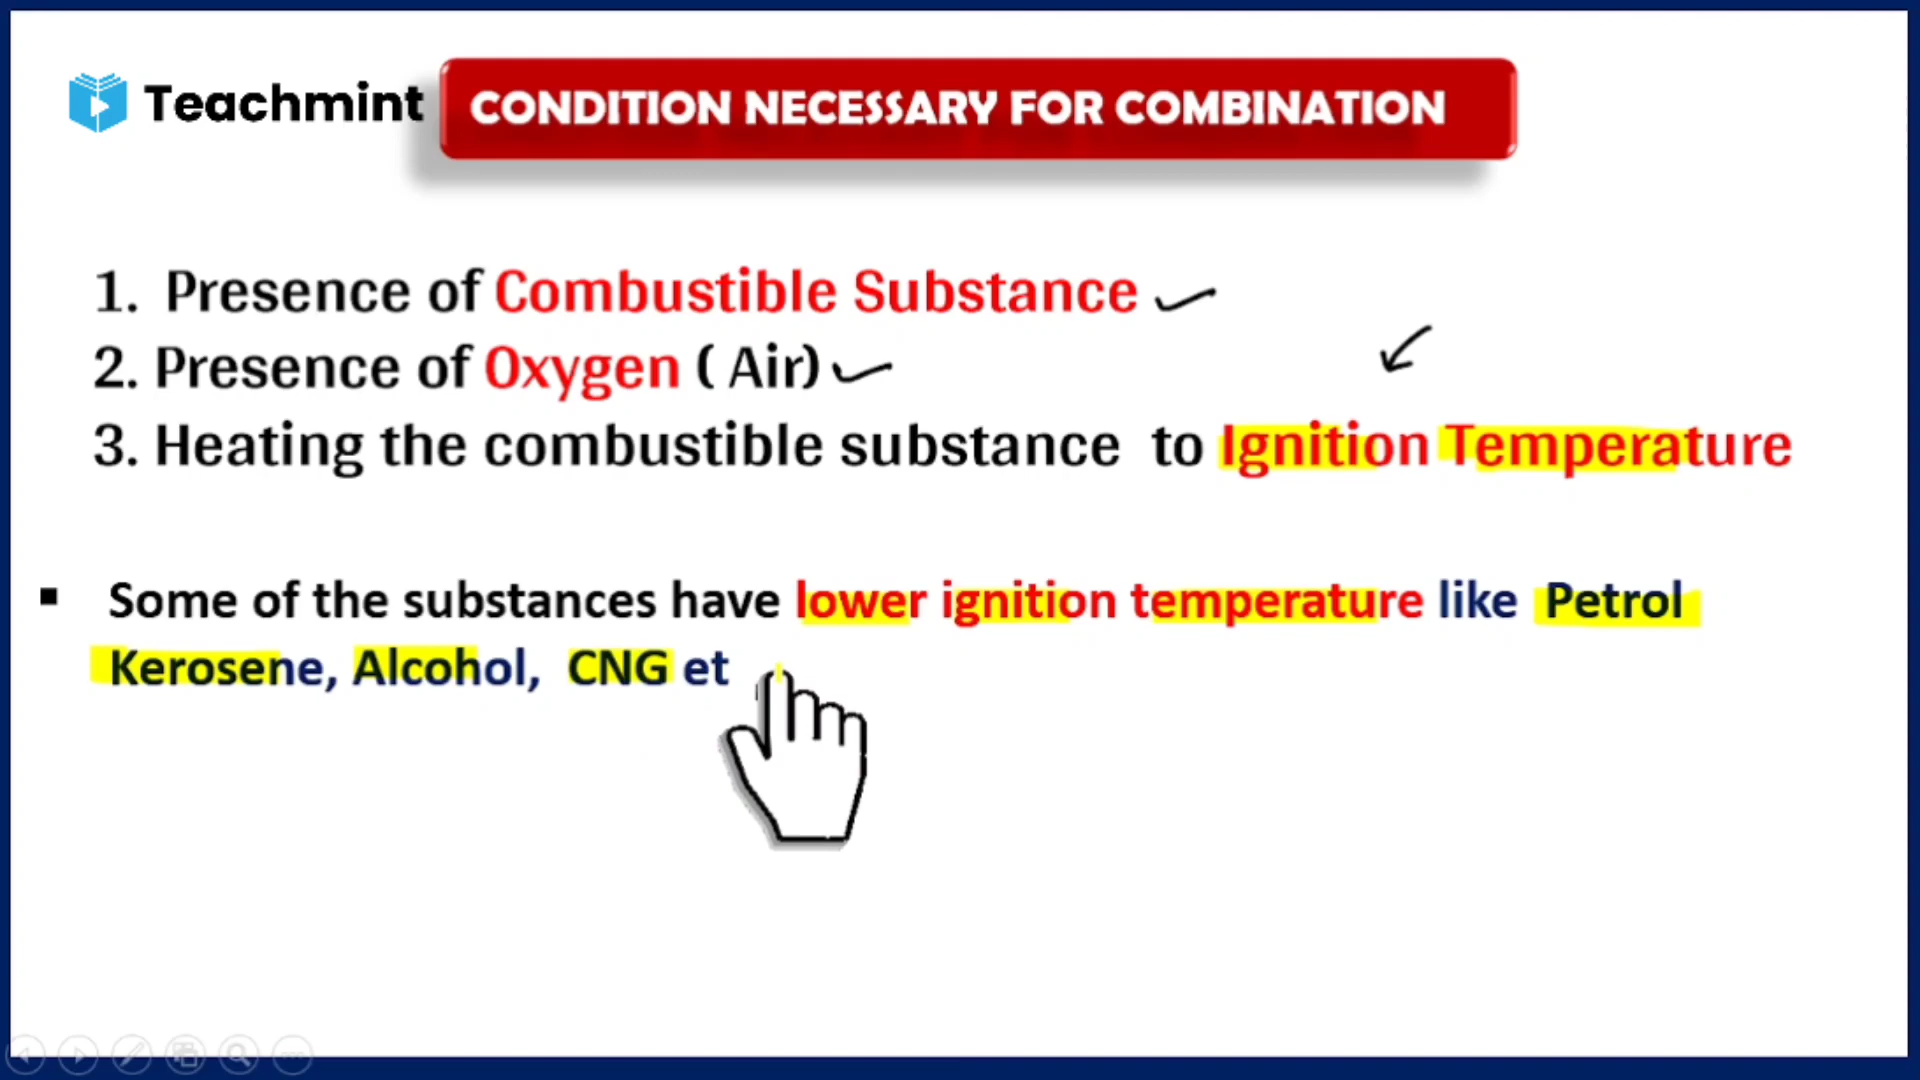 Teachmint
CONDITION NECESSARY FOR COMBINATION
1. Presence of Combustible Substance
2. Presence of Oxygen ( Air)
3. Heating the combustible substance to Ignition Temperature
▪ Some of the substances have lower ignition temperature like Petrol
Kerosene, Alcohol, CNG et